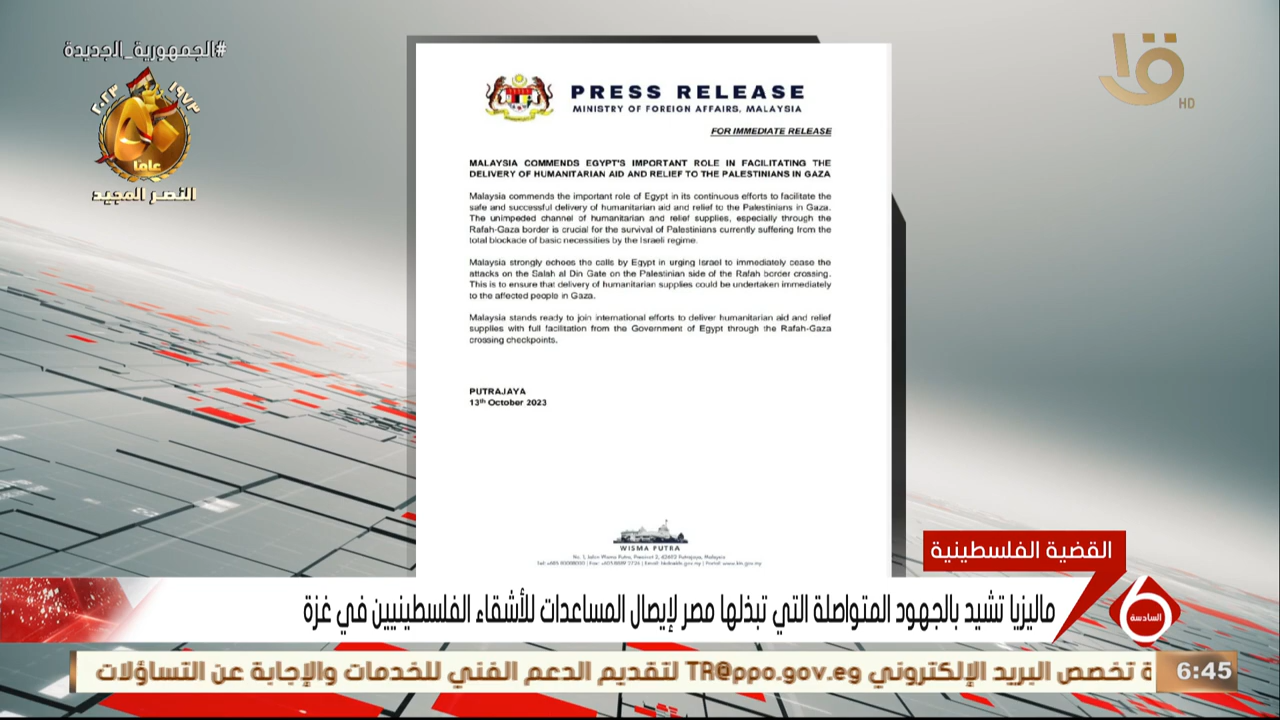 #الجمهورية_الجديدة
١٩٧٣ ٢٠٢٣
٥٠
عامًا
النصر المجيد
HD
PRESS RELEASE
MINISTRY OF FOREIGN AFFAIRS, MALAYSIA
FOR IMMEDIATE RELEASE
MALAYSIA COMMENDS EGYPT'S IMPORTANT ROLE IN FACILITATING THE
DELIVERY OF HUMANITARIAN AID AND RELIEF TO THE PALESTINIANS IN GAZA
Malaysia commends the important role of Egypt in its continuous efforts to facilitate the
safe and successful delivery of humanitarian aid and relief to the Palestinians in Gaza.
The unimpeded channel of humanitarian and relief supplies, especially through the
Rafah-Gaza border is crucial for the survival of Palestinians currently suffering from the
total blockade of basic necessities by the Israeli regime.
Malaysia strongly echoes the calls by Egypt in urging Israel to immediately cease the
attacks on the Salah al Din Gate on the Palestinian side of the Rafah border crossing.
This is to ensure that delivery of humanitarian supplies could be undertaken immediately
to the affected people in Gaza.
Malaysia stands ready to join international efforts to deliver humanitarian aid and relief
supplies with full facilitation from the Government of Egypt through the Rafah-Gaza
crossing checkpoints.
PUTRAJAYA
13th October 2023
WISMA PUTRA
No. 1, Jalan Wisma Putra, Precinct 2, 62602 Putrajaya, Malaysia
القضية الفلسطينية
السادسة
ماليزيا تشيد بالجهود المتواصلة التي تبذلها مصر لإيصال المساعدات للأشقاء الفلسطينيين في غزة
ة تخصص البريد الإلكتروني TR@ppo.gov.eg لتقديم الدعم الفني للخدمات والإجابة عن التساؤلات
6:45